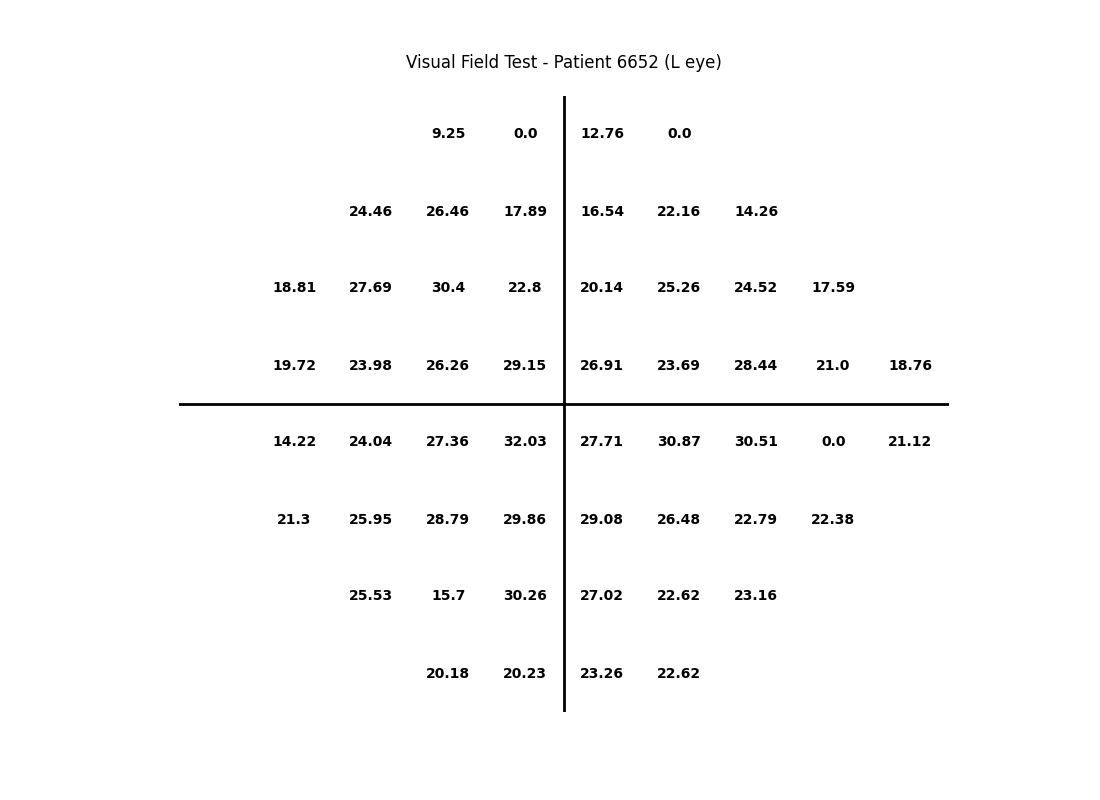 Visual Field Test - Patient 6652 (L eye)
9.25 0.0 12.76 0.0
24.46 26.46 17.89 16.54 22.16 14.26
18.81 27.69 30.4 22.8 20.14 25.26 24.52 17.59
19.72 23.98 26.26 29.15 26.91 23.69 28.44 21.0 18.76
14.22 24.04 27.36 32.03 27.71 30.87 30.51 0.0 21.12
21.3 25.95 28.79 29.86 29.08 26.48 22.79 22.38
25.53 15.7 30.26 27.02 22.62 23.16
20.18 20.23 23.26 22.62